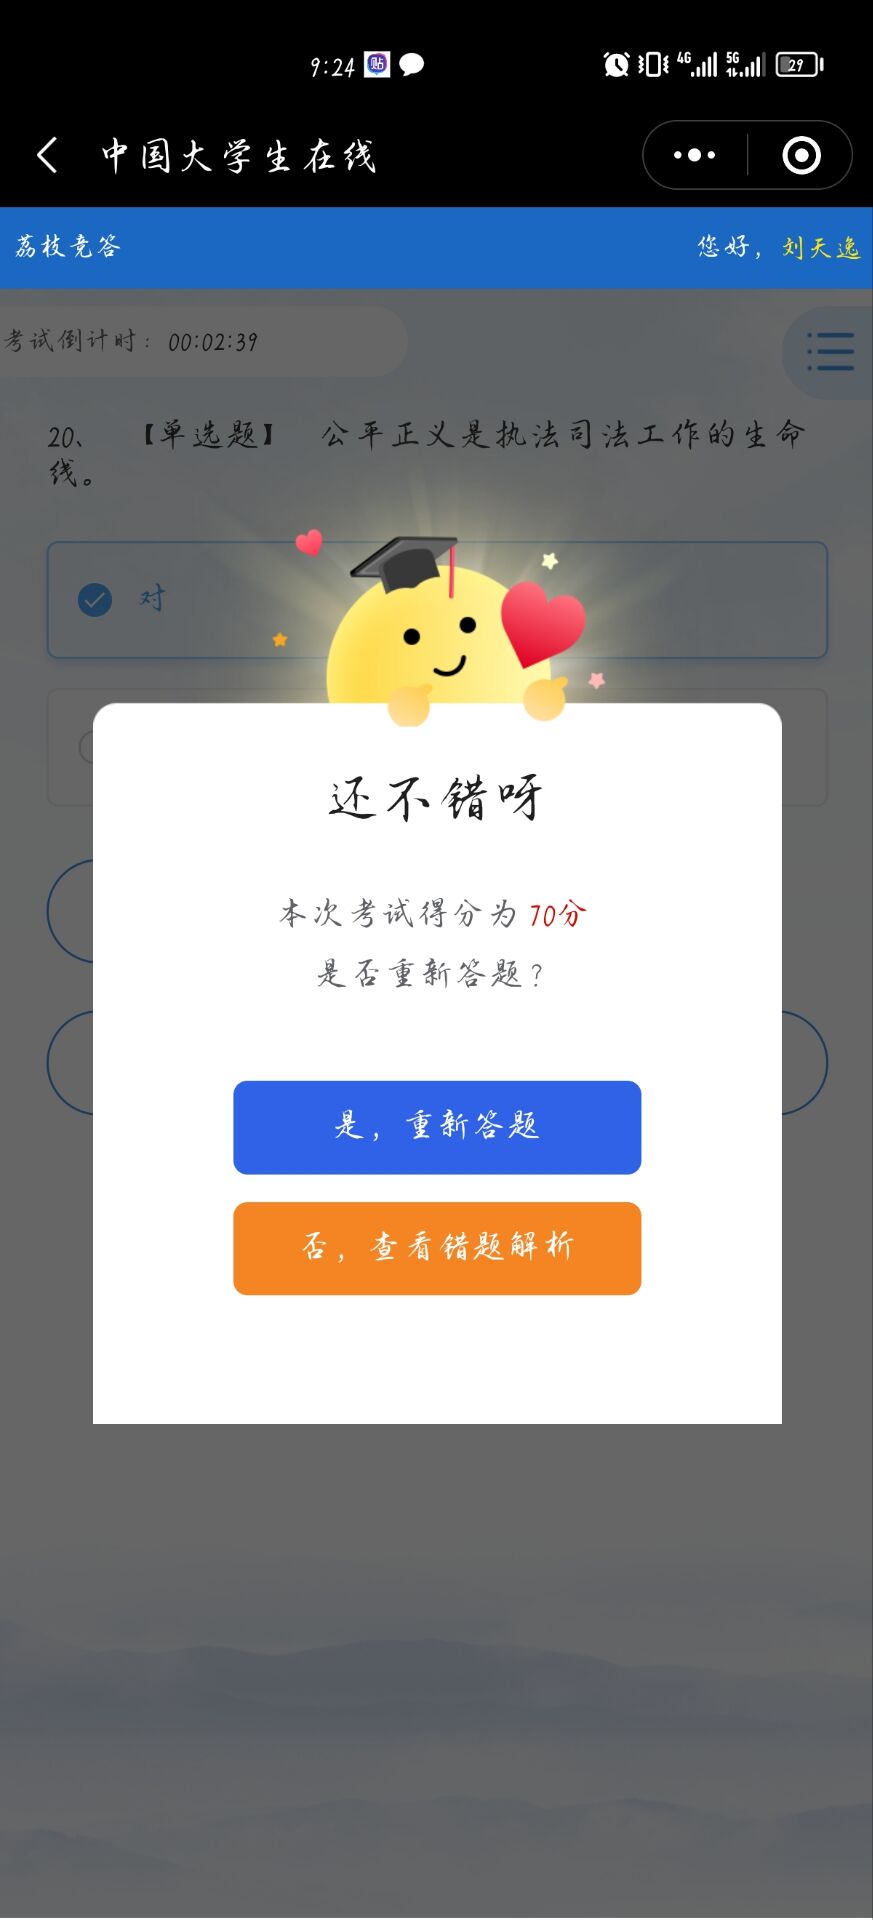 9:24 贴 4G 5G 29
中国大学生在线
荔枝竞答 您好，刘天逸
考试倒计时：00:02:39
20、 【单选题】 公平正义是执法司法工作的生命
线。
对
还不错呀
本次考试得分为 70分
是否重新答题？
是，重新答题
否，查看错题解析